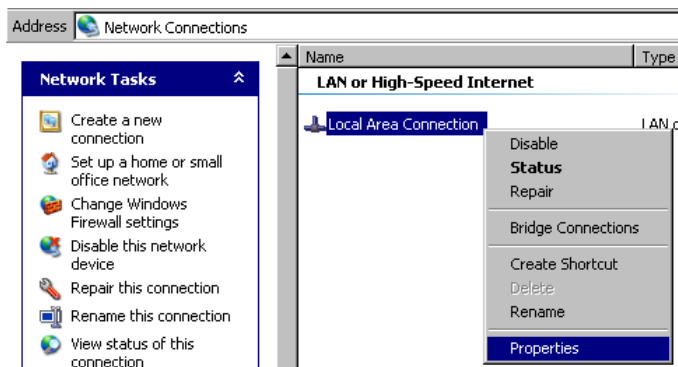 Address Network Connections
Name Type
Network Tasks
LAN or High-Speed Internet
Create a new
connection
Local Area Connection
LAN o
Set up a home or small
office network
Change Windows
Firewall settings
Disable this network
device
Repair this connection
Rename this connection
View status of this
connection
Disable
Status
Repair
Bridge Connections
Create Shortcut
Delete
Rename
Properties